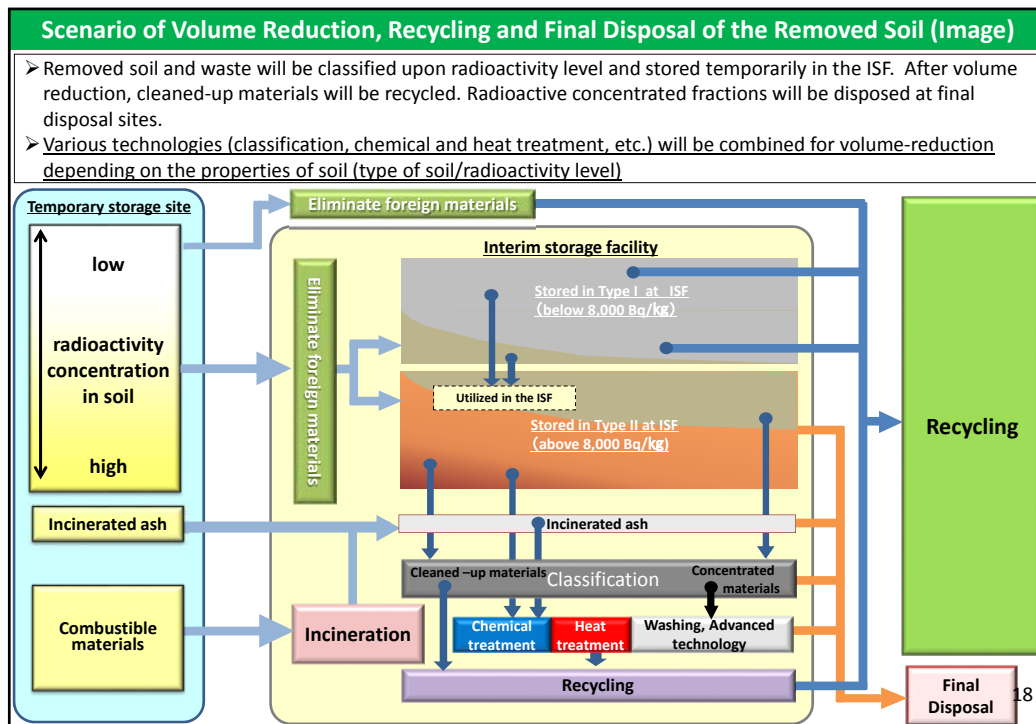 Scenario of Volume Reduction, Recycling and Final Disposal of the Removed Soil (Image)
➢ Removed soil and waste will be classified upon radioactivity level and stored temporarily in the ISF.  After volume
reduction, cleaned-up materials will be recycled. Radioactive concentrated fractions will be disposed at final
disposal sites.
➢ Various technologies (classification, chemical and heat treatment, etc.) will be combined for volume-reduction
depending on the properties of soil (type of soil/radioactivity level)
Temporary storage site
low
radioactivity
concentration
in soil
high
Incinerated ash
Combustible
materials
Eliminate foreign materials
Interim storage facility
Eliminate foreign materials
Stored in Type I at  ISF
(below 8,000 Bq/kg)
Utilized in the ISF
Stored in Type II at ISF
(above 8,000 Bq/kg)
Incinerated ash
Cleaned –up materials
Classification
Concentrated
materials
Incineration
Chemical
treatment
Heat
treatment
Washing, Advanced
technology
Recycling
Recycling
Final
Disposal
18